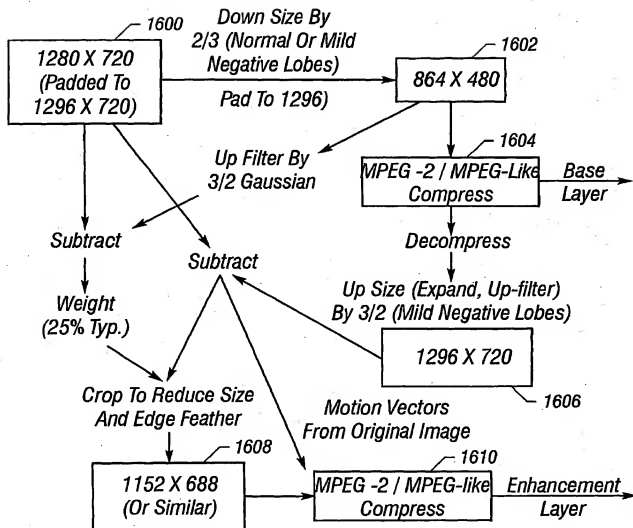 1600
1280 X 720
(Padded To
1296 X 720)
Down Size By
2/3 (Normal Or Mild
Negative Lobes)
Pad To 1296)
1602
864 X 480
Up Filter By
3/2 Gaussian
1604
MPEG -2 / MPEG-Like
Compress
Base
Layer
Subtract
Subtract
Decompress
Weight
(25% Typ.)
Up Size (Expand, Up-filter)
By 3/2 (Mild Negative Lobes)
1296 X 720
1606
Crop To Reduce Size
And Edge Feather
Motion Vectors
From Original Image
1608
1152 X 688
(Or Similar)
1610
MPEG -2 / MPEG-like
Compress
Enhancement
Layer